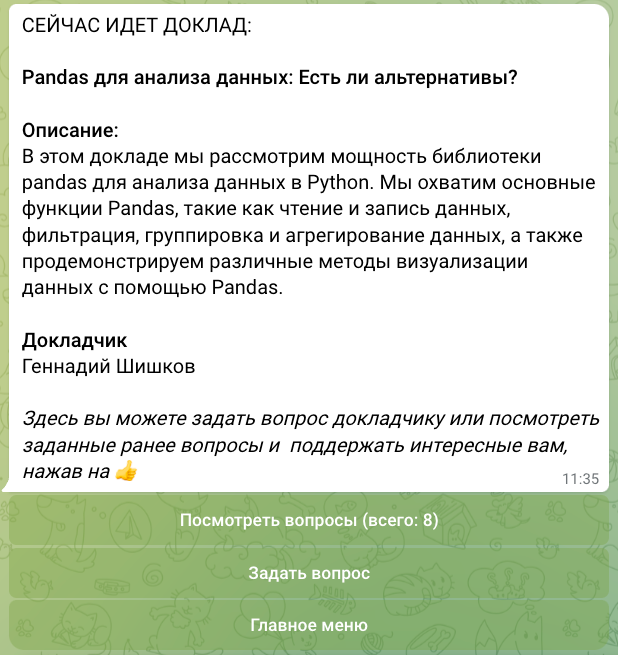 СЕЙЧАС ИДЕТ ДОКЛАД:
Pandas для анализа данных: Есть ли альтернативы?
Описание:
В этом докладе мы рассмотрим мощность библиотеки
pandas для анализа данных в Python. Мы охватим основные
функции Pandas, такие как чтение и запись данных,
фильтрация, группировка и агрегирование данных, а также
продемонстрируем различные методы визуализации
данных с помощью Pandas.
Докладчик
Геннадий Шишков
Здесь вы можете задать вопрос докладчику или посмотреть
заданные ранее вопросы и  поддержать интересные вам,
нажав на 👍
11:35
Посмотреть вопросы (всего: 8)
Задать вопрос
Главное меню